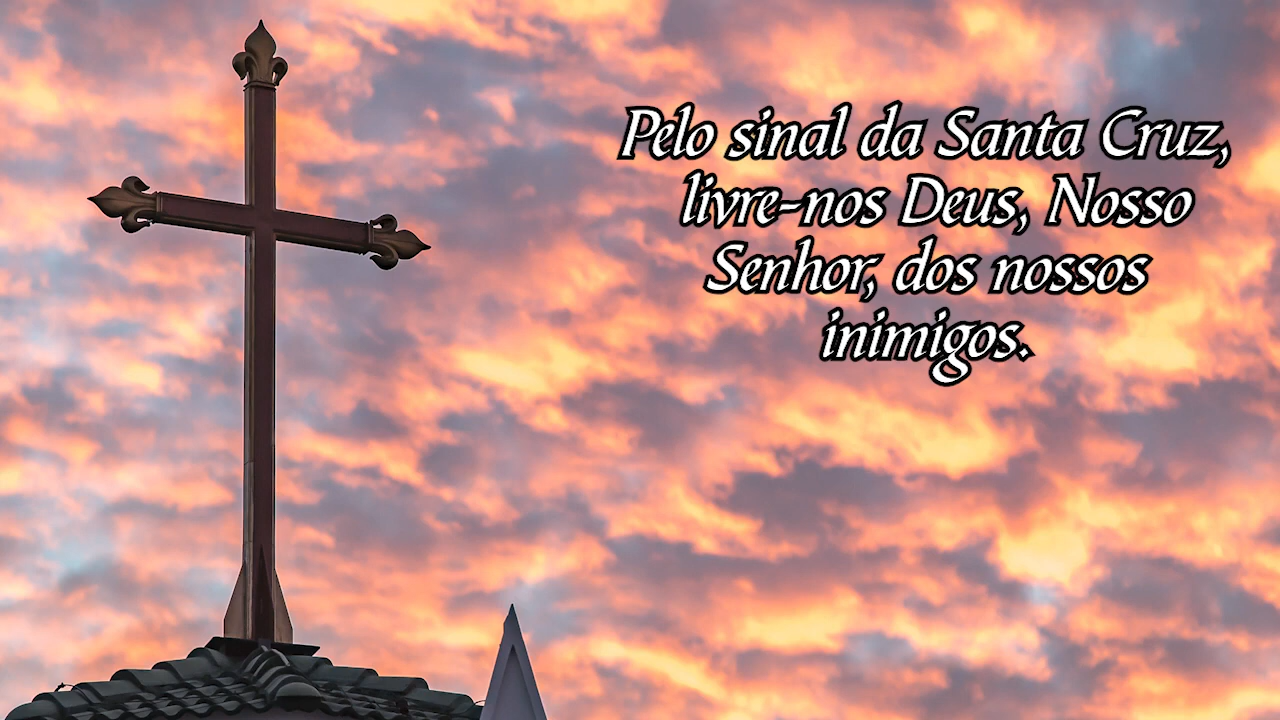 Pelo sinal da Santa Cruz,
livre-nos Deus, Nosso
Senhor, dos nossos
inimigos.